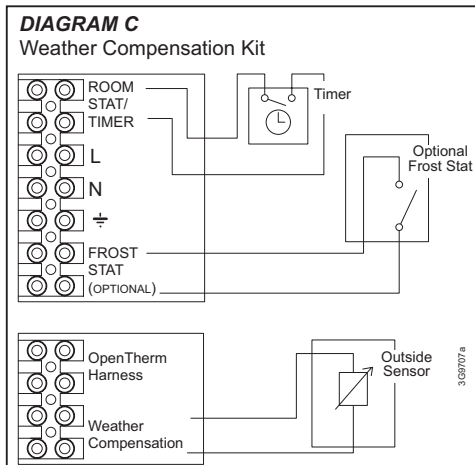 DIAGRAM C
Weather Compensation Kit
ROOM
STAT/
TIMER
L
N
FROST
STAT
(OPTIONAL)
Timer
Optional
Frost Stat
OpenTherm
Harness
Weather
Compensation
Outside
Sensor
3G9707a